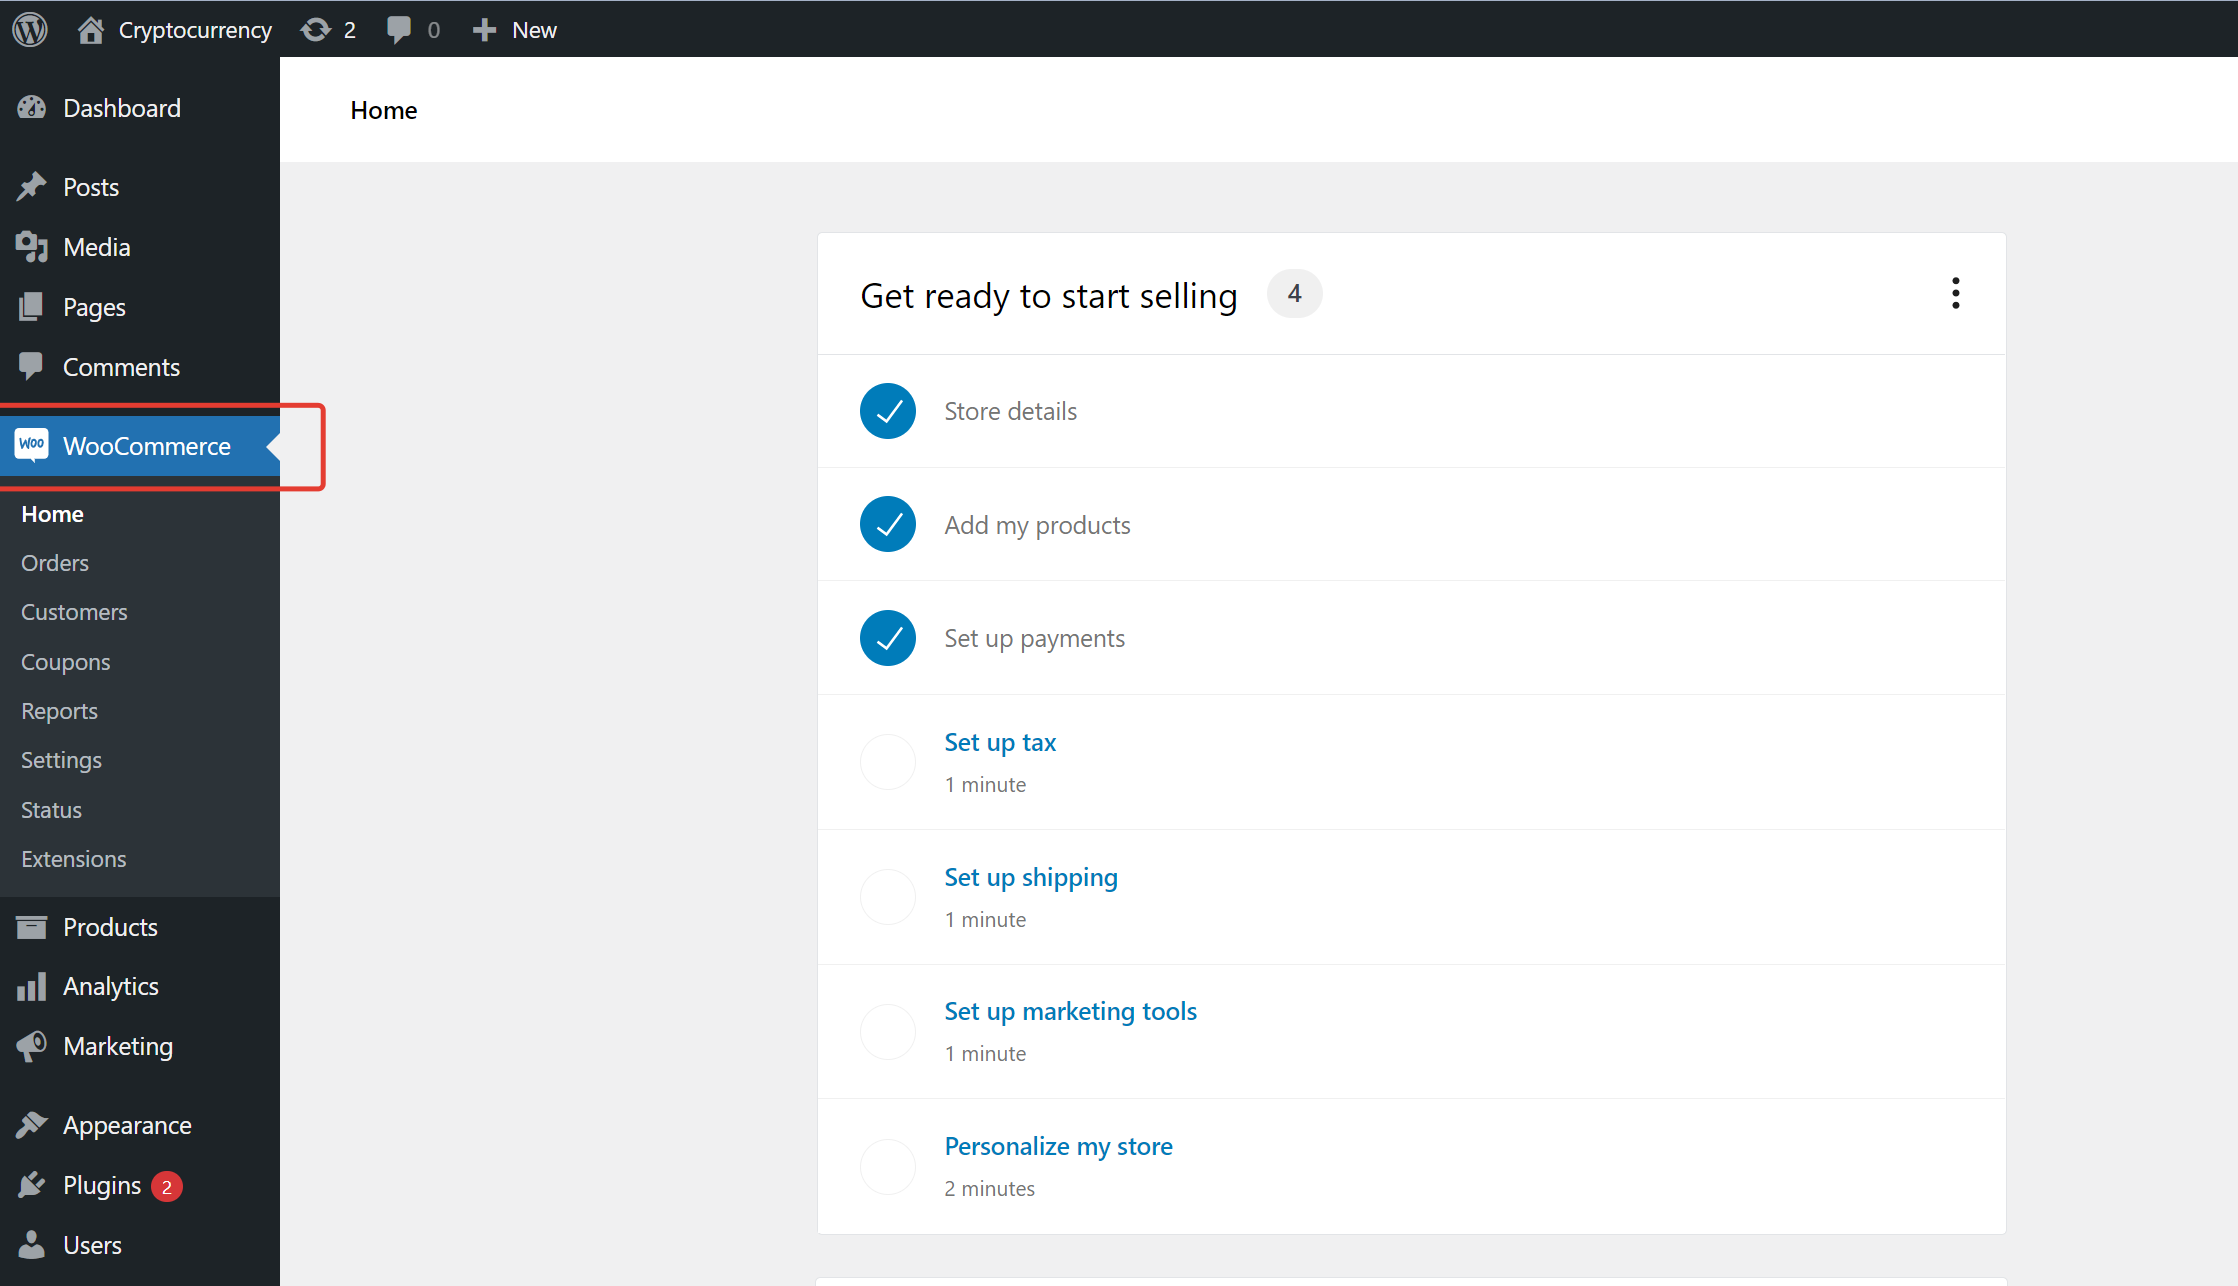 Cryptocurrency 2 0 New
Dashboard
Posts
Media
Pages
Comments
Woo WooCommerce
Home
Orders
Customers
Coupons
Reports
Settings
Status
Extensions
Products
Analytics
Marketing
Appearance
Plugins 2
Users
Home
Get ready to start selling 4
Store details
Add my products
Set up payments
Set up tax
1 minute
Set up shipping
1 minute
Set up marketing tools
1 minute
Personalize my store
2 minutes